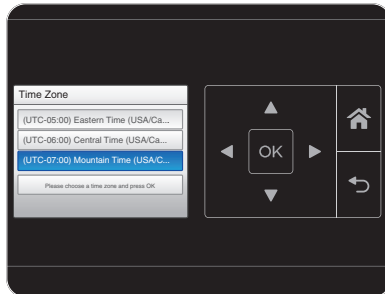 Time Zone
(UTC-05:00) Eastern Time (USA/Ca...
(UTC-06:00) Central Time (USA/Ca...
(UTC-07:00) Mountain Time (USA/C...
Please choose a time zone and press OK
OK